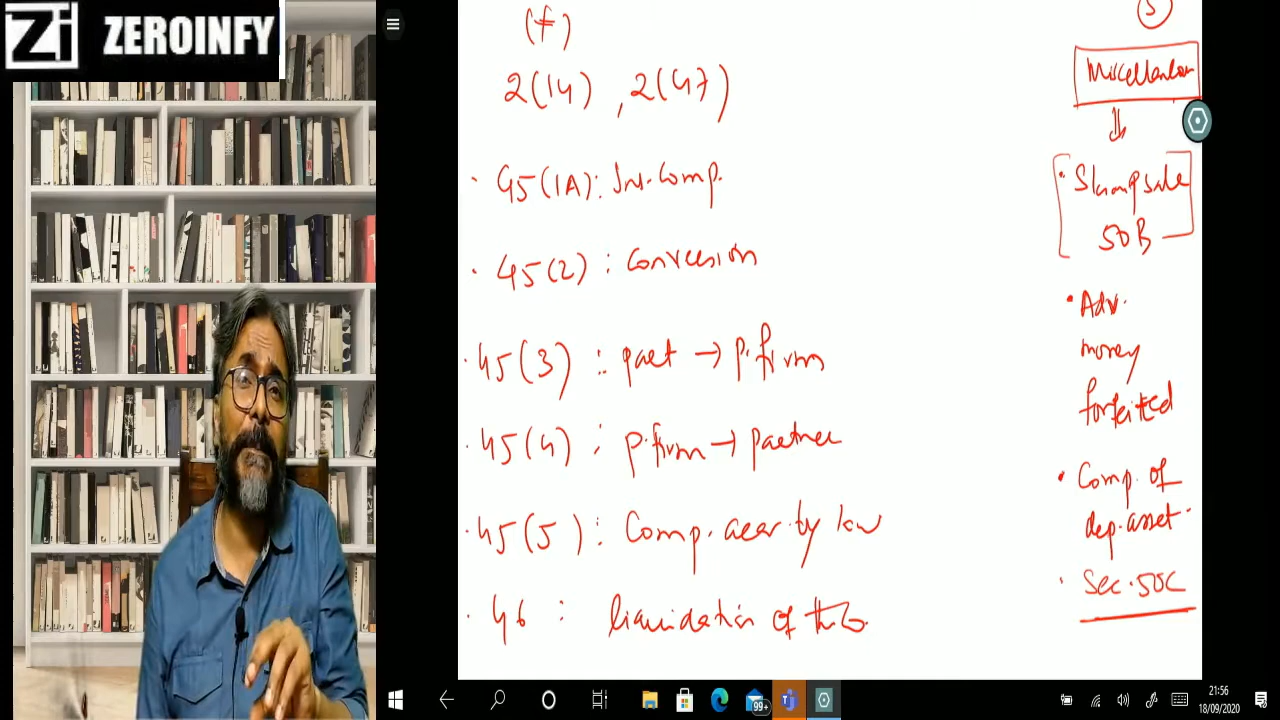 Zi ZEROINFY
(f)
2(14) , 2(47)
· 45(1A): Ins. Comp.
· 45(2) : Conversion
· 45(3) : part → p. firm
· 45(4) : p. firm → partner
· 45(5) : Comp. acqr. by law
· 46 : liquidation of the Co.
5
Miscellaneous
⇓
· Slump sale
50B
· Adv.
money
forfeited
· Comp. of
dep. asset.
· Sec. 50C
99+
21:56
18/09/2020